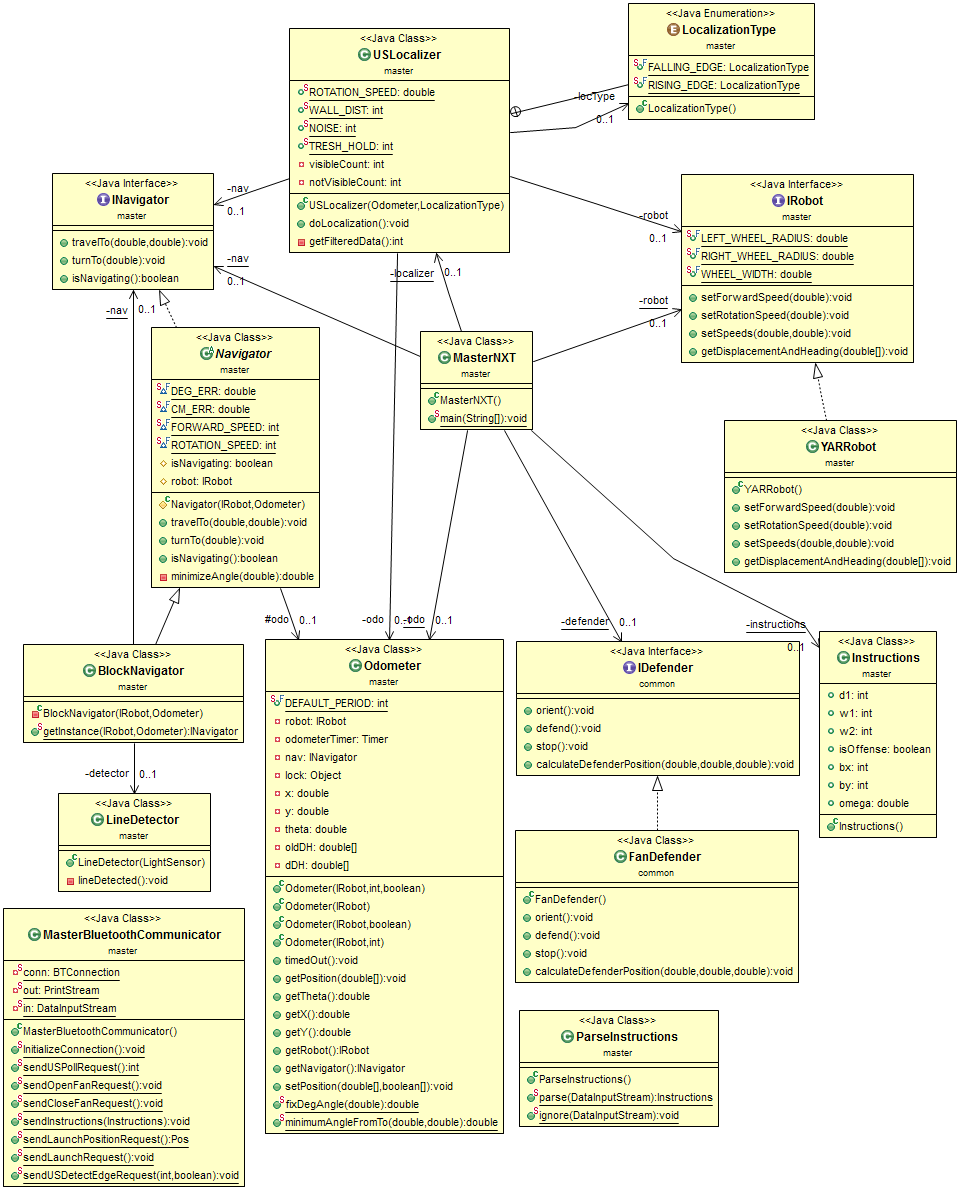 <<Java Class>>
USLocalizer
master
ROTATION_SPEED: double
WALL_DIST: int
NOISE: int
TRESH_HOLD: int
visibleCount: int
notVisibleCount: int
USLocalizer(Odometer,LocalizationType)
doLocalization():void
getFilteredData():int
<<Java Enumeration>>
LocalizationType
master
FALLING_EDGE: LocalizationType
RISING_EDGE: LocalizationType
LocalizationType()
-locType
0..1
<<Java Interface>>
INavigator
master
travelTo(double,double):void
turnTo(double):void
isNavigating():boolean
-nav
0..1
-nav
0..1
-nav
0..1
<<Java Interface>>
IRobot
master
LEFT_WHEEL_RADIUS: double
RIGHT_WHEEL_RADIUS: double
WHEEL_WIDTH: double
setForwardSpeed(double):void
setRotationSpeed(double):void
setSpeeds(double,double):void
getDisplacementAndHeading(double[]):void
-robot
0..1
-robot
0..1
-localizer
0..1
<<Java Class>>
Navigator
master
DEG_ERR: double
CM_ERR: double
FORWARD_SPEED: int
ROTATION_SPEED: int
isNavigating: boolean
robot: IRobot
Navigator(IRobot,Odometer)
travelTo(double,double):void
turnTo(double):void
isNavigating():boolean
minimizeAngle(double):double
<<Java Class>>
MasterNXT
master
MasterNXT()
main(String[]):void
<<Java Class>>
YARRobot
master
YARRobot()
setForwardSpeed(double):void
setRotationSpeed(double):void
setSpeeds(double,double):void
getDisplacementAndHeading(double[]):void
#odo
0..1
-odo
0..1
-odo
0..1
-defender
0..1
-instructions
0..1
<<Java Class>>
BlockNavigator
master
BlockNavigator(IRobot,Odometer)
getInstance(IRobot,Odometer):INavigator
-detector
0..1
<<Java Class>>
LineDetector
master
LineDetector(LightSensor)
lineDetected():void
<<Java Class>>
Odometer
master
DEFAULT_PERIOD: int
robot: IRobot
odometerTimer: Timer
nav: INavigator
lock: Object
x: double
y: double
theta: double
oldDH: double[]
dDH: double[]
Odometer(IRobot,int,boolean)
Odometer(IRobot)
Odometer(IRobot,boolean)
Odometer(IRobot,int)
timedOut():void
getPosition(double[]):void
getTheta():double
getX():double
getY():double
getRobot():IRobot
getNavigator():INavigator
setPosition(double[],boolean[]):void
fixDegAngle(double):double
minimumAngleFromTo(double,double):double
<<Java Interface>>
IDefender
common
orient():void
defend():void
stop():void
calculateDefenderPosition(double,double,double):void
<<Java Class>>
Instructions
master
d1: int
w1: int
w2: int
isOffense: boolean
bx: int
by: int
omega: double
Instructions()
<<Java Class>>
FanDefender
common
FanDefender()
orient():void
defend():void
stop():void
calculateDefenderPosition(double,double,double):void
<<Java Class>>
MasterBluetoothCommunicator
master
conn: BTConnection
out: PrintStream
in: DataInputStream
MasterBluetoothCommunicator()
InitializeConnection():void
sendUSPollRequest():int
sendOpenFanRequest():void
sendCloseFanRequest():void
sendInstructions(Instructions):void
sendLaunchPositionRequest():Pos
sendLaunchRequest():void
sendUSDetectEdgeRequest(int,boolean):void
<<Java Class>>
ParseInstructions
master
ParseInstructions()
parse(DataInputStream):Instructions
ignore(DataInputStream):void